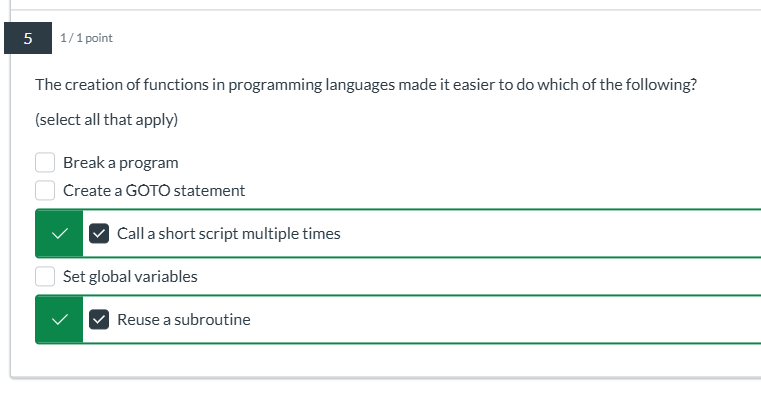 5 1 / 1 point
The creation of functions in programming languages made it easier to do which of the following?
(select all that apply)
Break a program
Create a GOTO statement
Call a short script multiple times
Set global variables
Reuse a subroutine